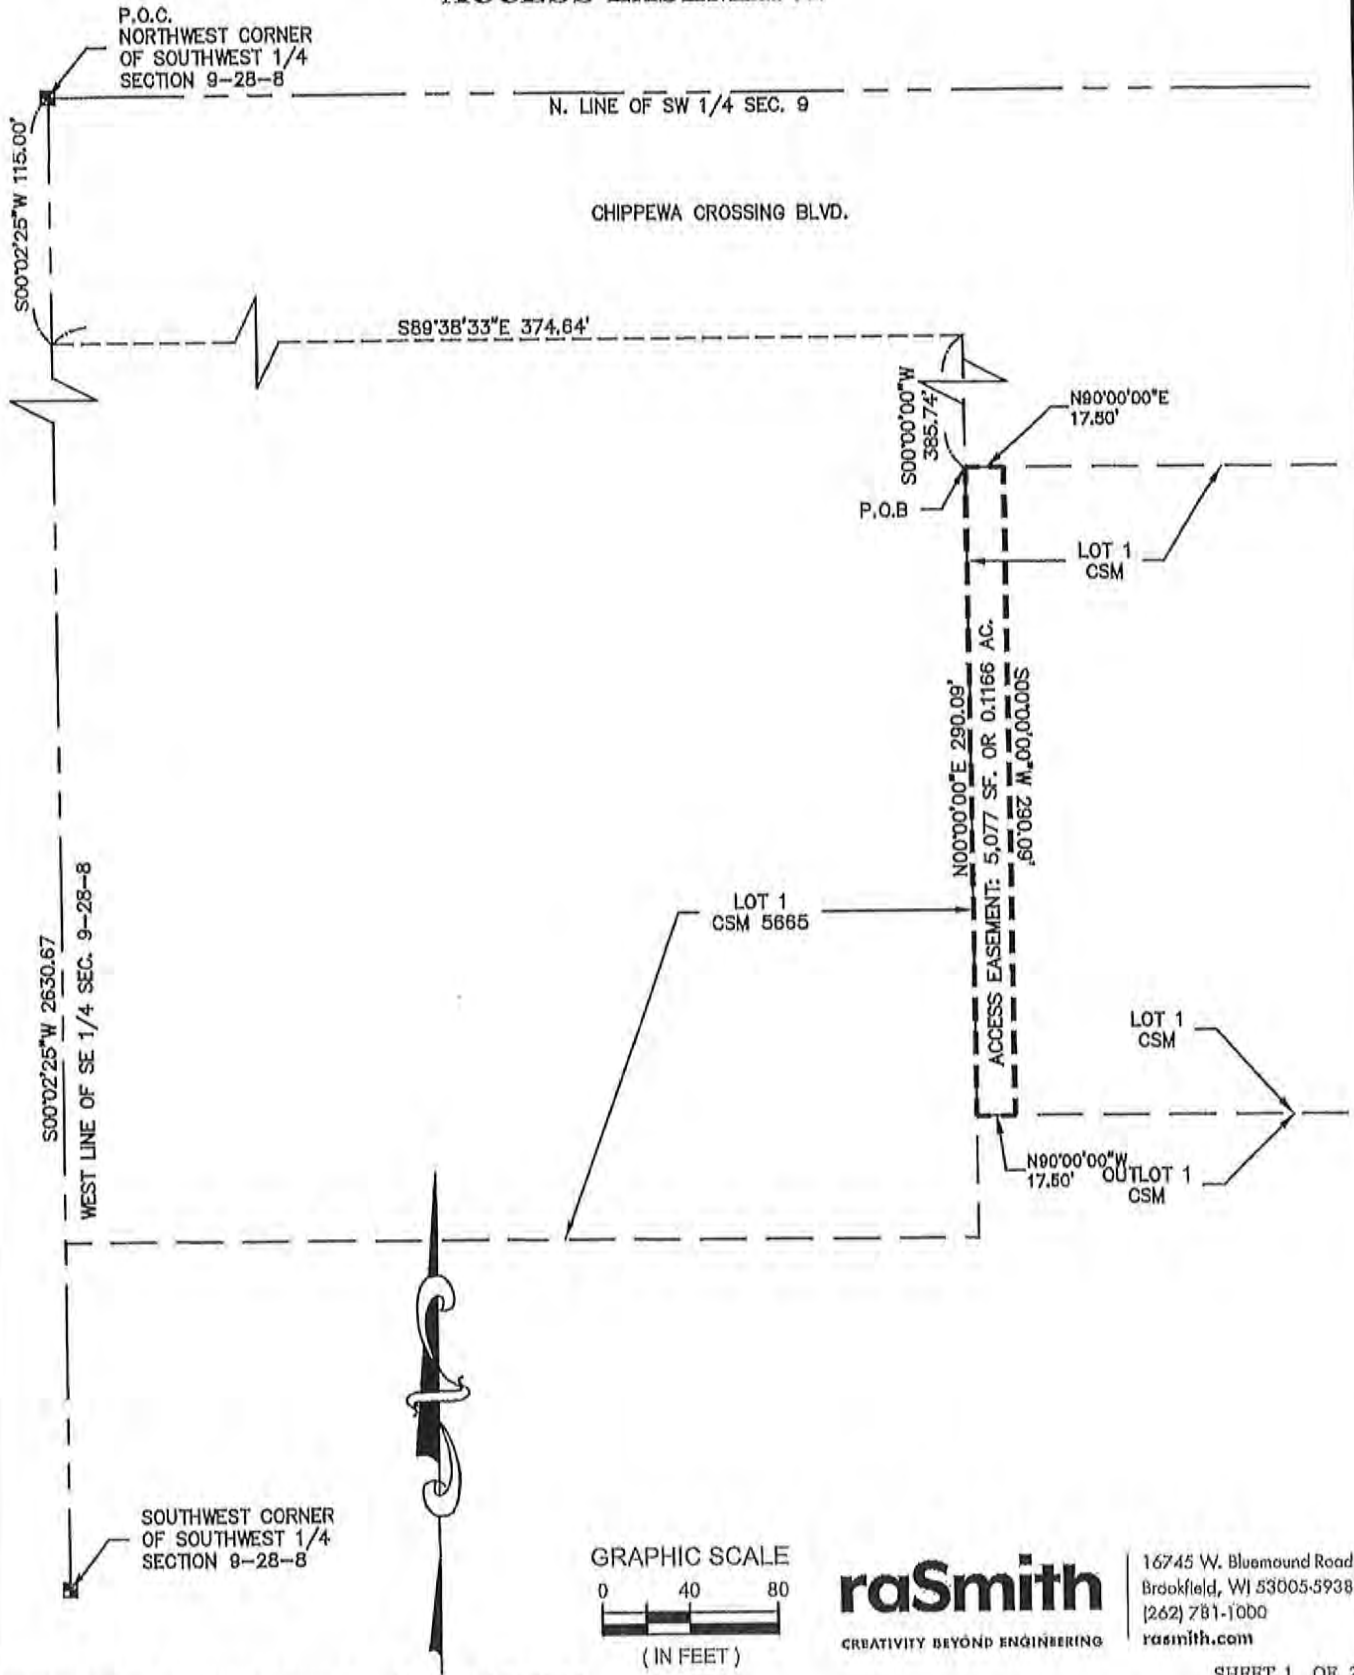 P.O.C.
NORTHWEST CORNER
OF SOUTHWEST 1/4
SECTION 9-28-8
N. LINE OF SW 1/4 SEC. 9
S00°02'25"W 115.00'
CHIPPEWA CROSSING BLVD.
S89°38'33"E 374.64'
S00°00'00"W
385.74'
N90°00'00"E
17.50'
P.O.B
LOT 1
CSM
N00°00'00"E 290.09'
ACCESS EASEMENT: 5,077 SF. OR 0.1166 AC.
S00°00'00"W 290.09'
LOT 1
CSM 5665
S00°02'25"W 2630.67
WEST LINE OF SE 1/4 SEC. 9-28-8
LOT 1
CSM
N90°00'00"W
17.50'
OUTLOT 1
CSM
SOUTHWEST CORNER
OF SOUTHWEST 1/4
SECTION 9-28-8
GRAPHIC SCALE
0 40 80
( IN FEET )
raSmith
CREATIVITY BEYOND ENGINEERING
16745 W. Bluemound Road
Brookfield, WI 53005-5938
(262) 781-1000
rasmith.com
SHEET 1 OF